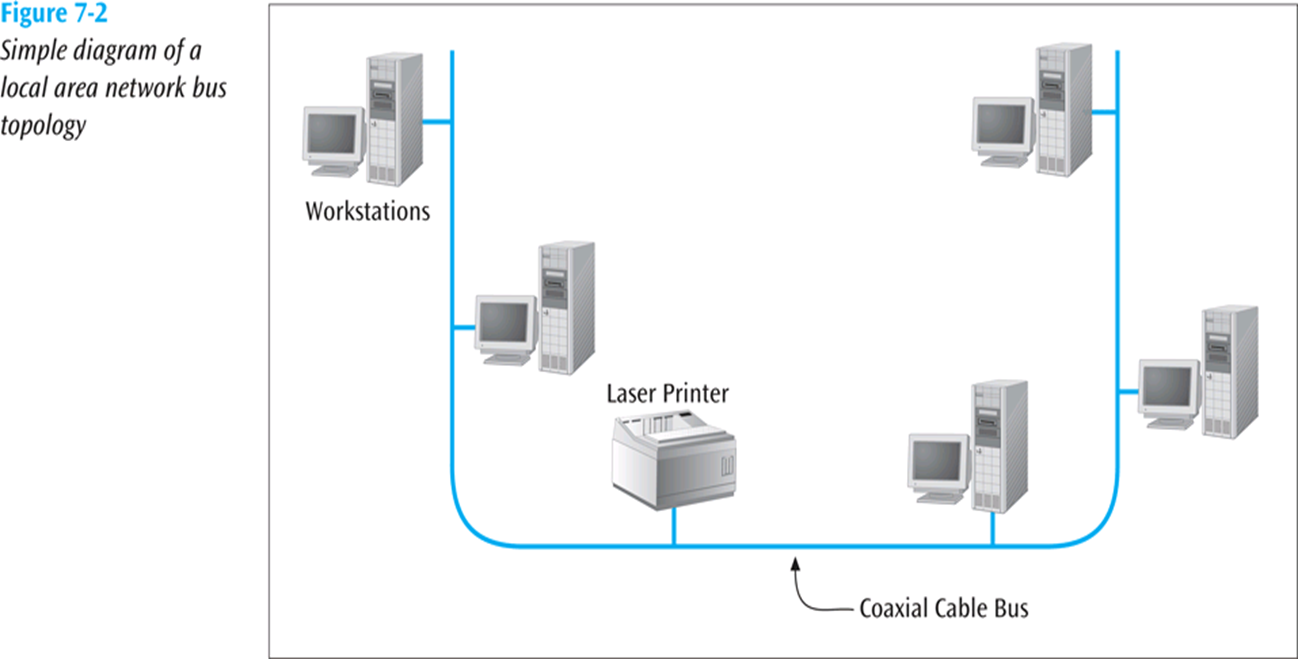 Figure 7-2
Simple diagram of a
local area network bus
topology
Workstations
Laser Printer
Coaxial Cable Bus